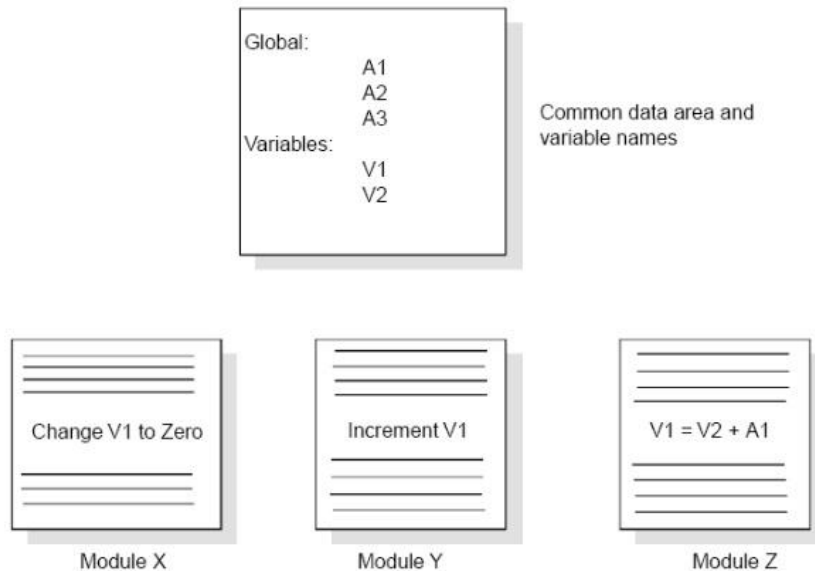 Global:
A1
A2
A3
Variables:
V1
V2
Common data area and
variable names
Change V1 to Zero
Increment V1
V1 = V2 + A1
Module X
Module Y
Module Z